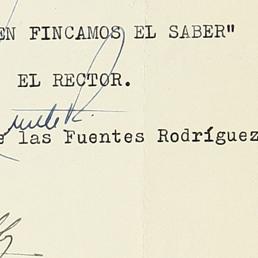 EN FINCAMOS EL SABER"
EL RECTOR.
e las Fuentes Rodríguez